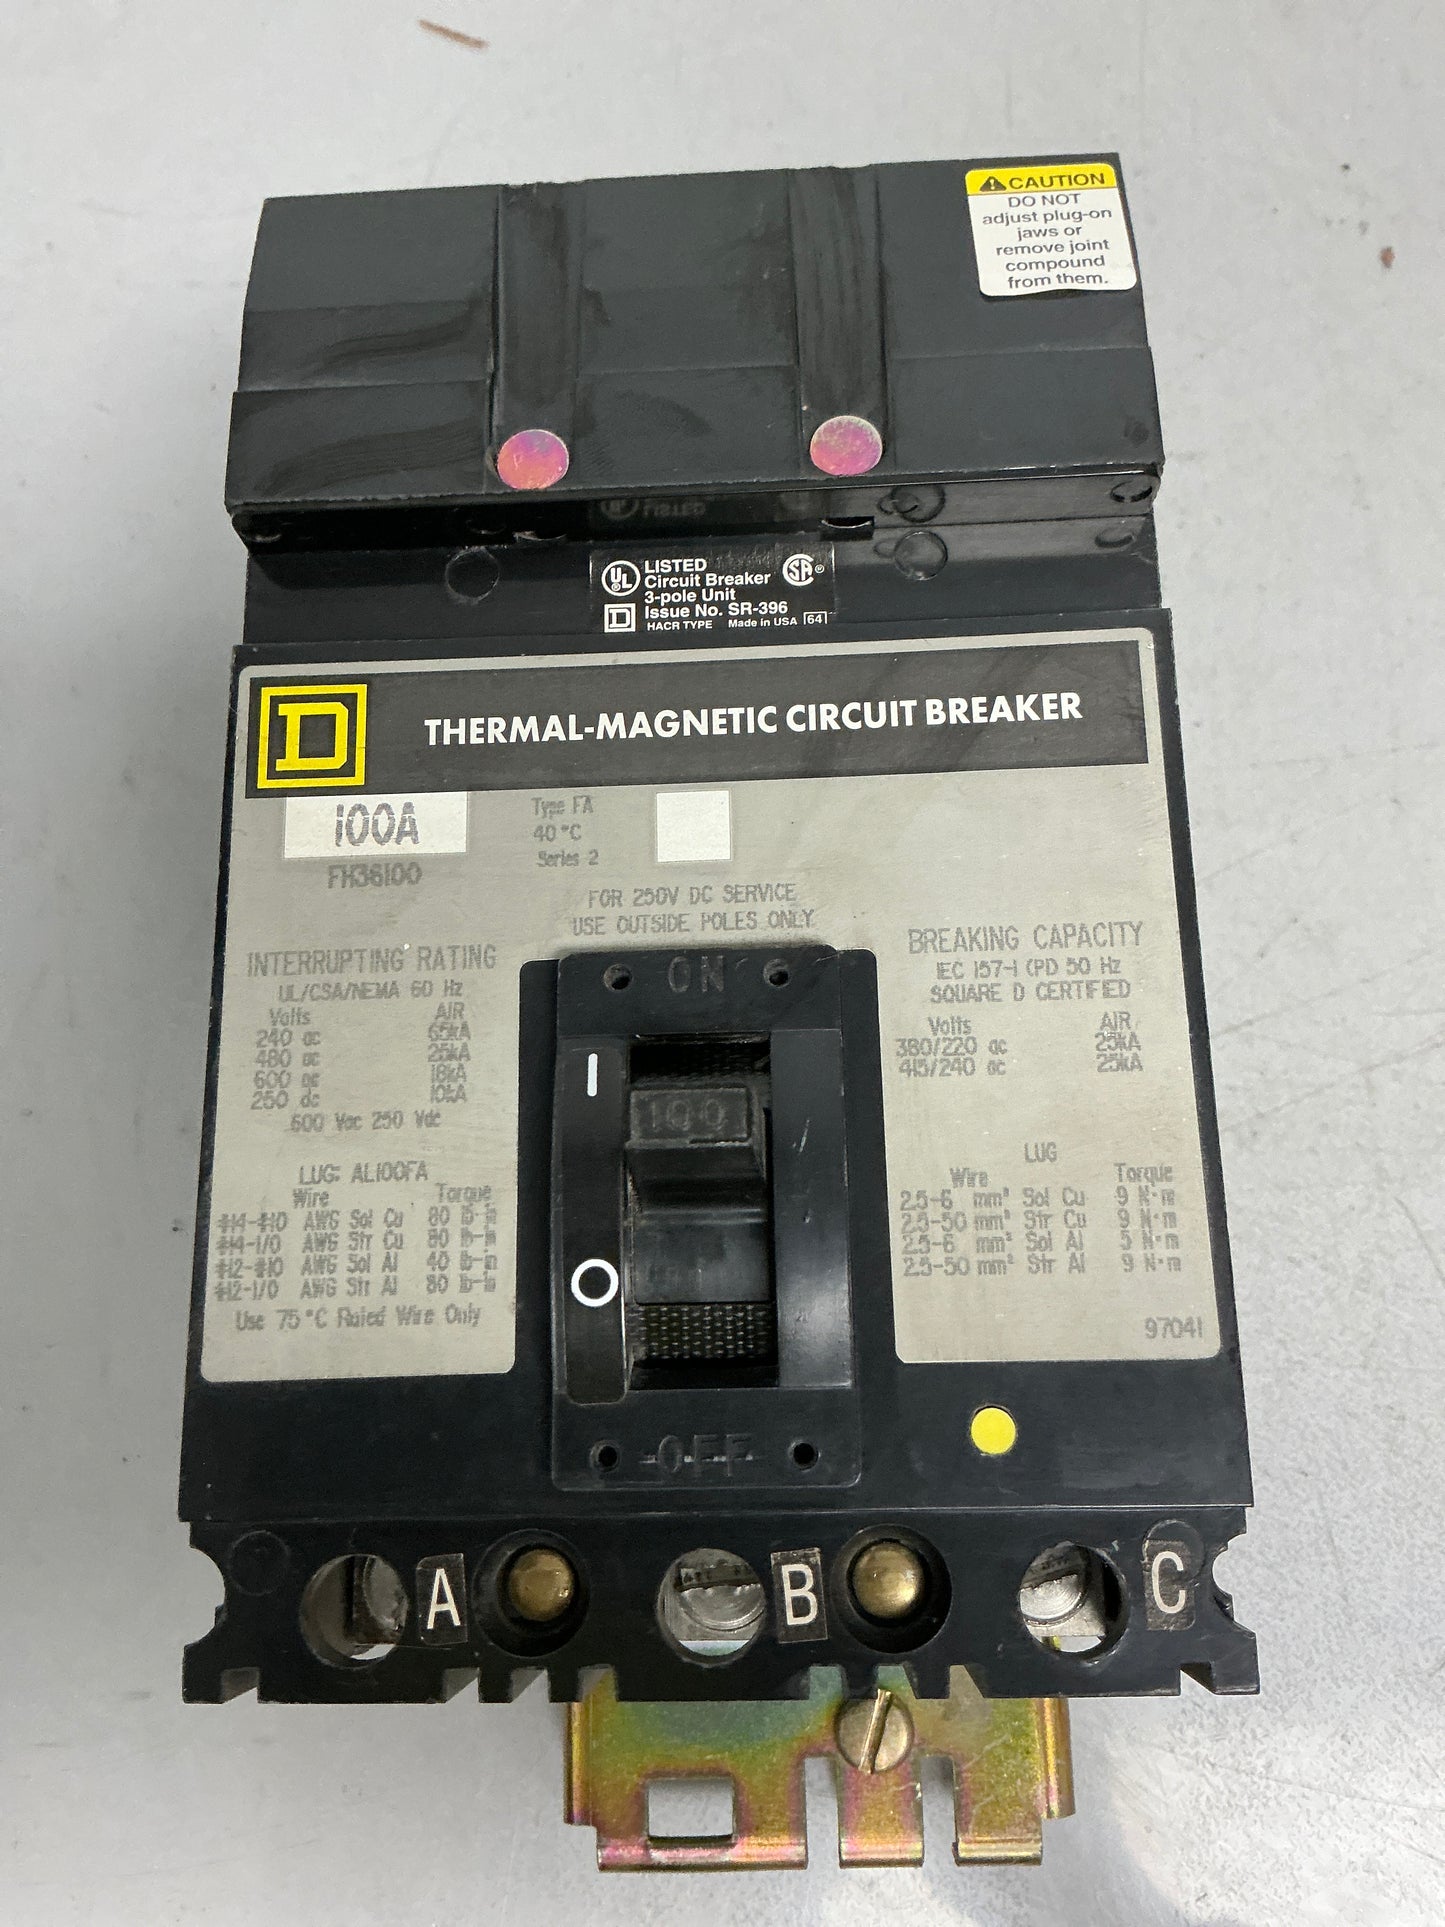 CAUTION
DO NOT
adjust plug-on
jaws or
remove joint
compound
from them.
LISTED
UL LISTED SA ®
Circuit Breaker
3-pole Unit
D Issue No. SR-396
HACR TYPE Made in USA 64
D THERMAL-MAGNETIC CIRCUIT BREAKER
100A
FH36100
Type FA
40°C
Series 2
FOR 250V DC SERVICE
USE OUTSIDE POLES ONLY
INTERRUPTING RATING
UL/CSA/NEMA 60 Hz
Volts AIR
240 ac 65kA
480 ac 25kA
600 ac 18kA
250 dc 10kA
600 Vac 250 Vdc
LUG: AL100FA
Wire Torque
#14-#10 AWG Sol Cu 80 lb-in
#14-1/0 AWG Str Cu 80 lb-in
#12-#10 AWG Sol Al 40 lb-in
#12-1/0 AWG Str Al 80 lb-in
Use 75°C Rated Wire Only
ON
I
100
O
OFF
BREAKING CAPACITY
IEC 157-1 (PD 50 Hz
SQUARE D CERTIFIED
Volts AIR
380/220 ac 25kA
415/240 ac 25kA
LUG
Wire Torque
2.5-6 mm² Sol Cu 9 N·m
2.5-50 mm² Str Cu 9 N·m
2.5-6 mm² Sol Al 5 N·m
2.5-50 mm² Str Al 9 N·m
97041
A B C